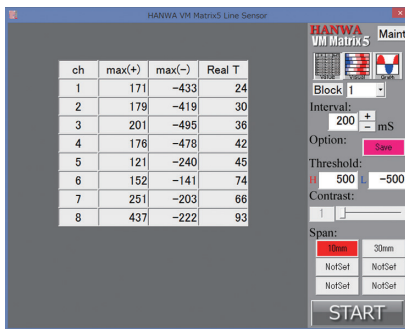 HANWA VM Matrix5 Line Sensor
ch max(+) max(-) Real T
1 171 -433 24
2 179 -419 30
3 201 -495 36
4 176 -478 42
5 121 -240 45
6 152 -141 74
7 251 -203 66
8 437 -222 93
HANWA
VM Matrix5
Maint
Value Visual Graph
Block 1
Interval:
200 + - mS
Option:
Save
Threshold:
H 500 L -500
Contrast:
1
Span:
10mm 30mm
NotSet NotSet
NotSet NotSet
START